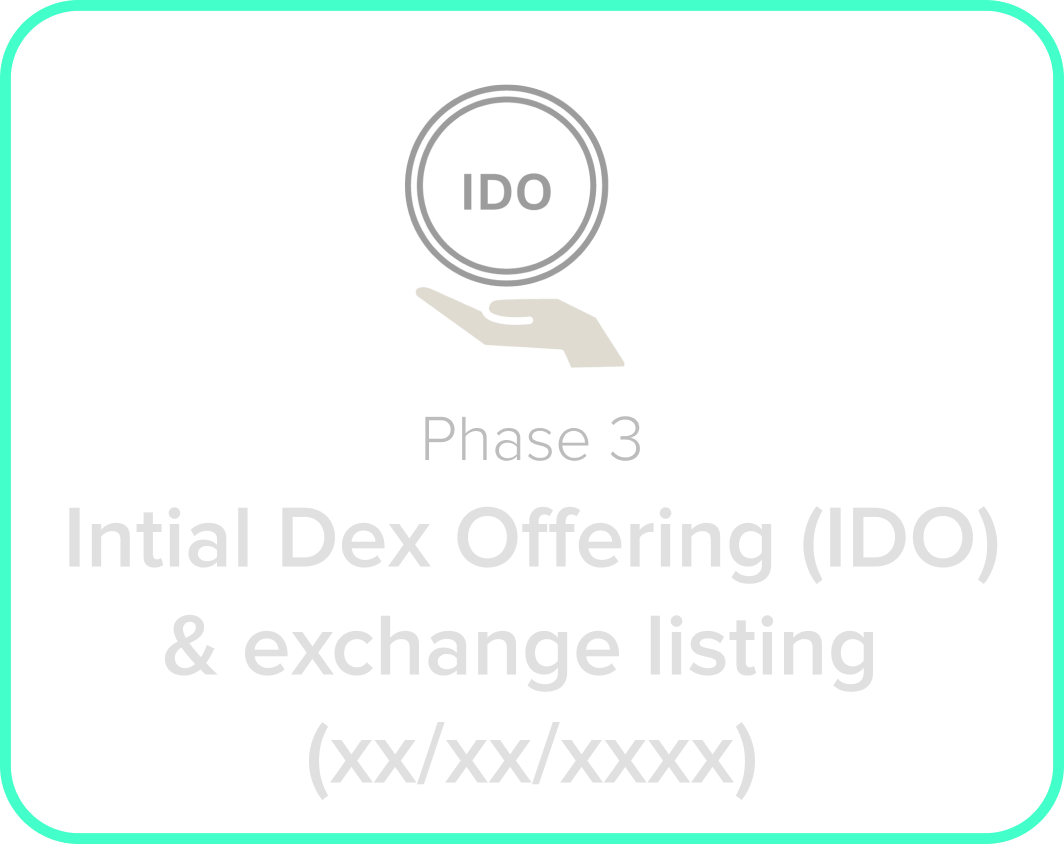 IDO
Phase 3
Intial Dex Offering (IDO)
& exchange listing
(xx/xx/xxxx)